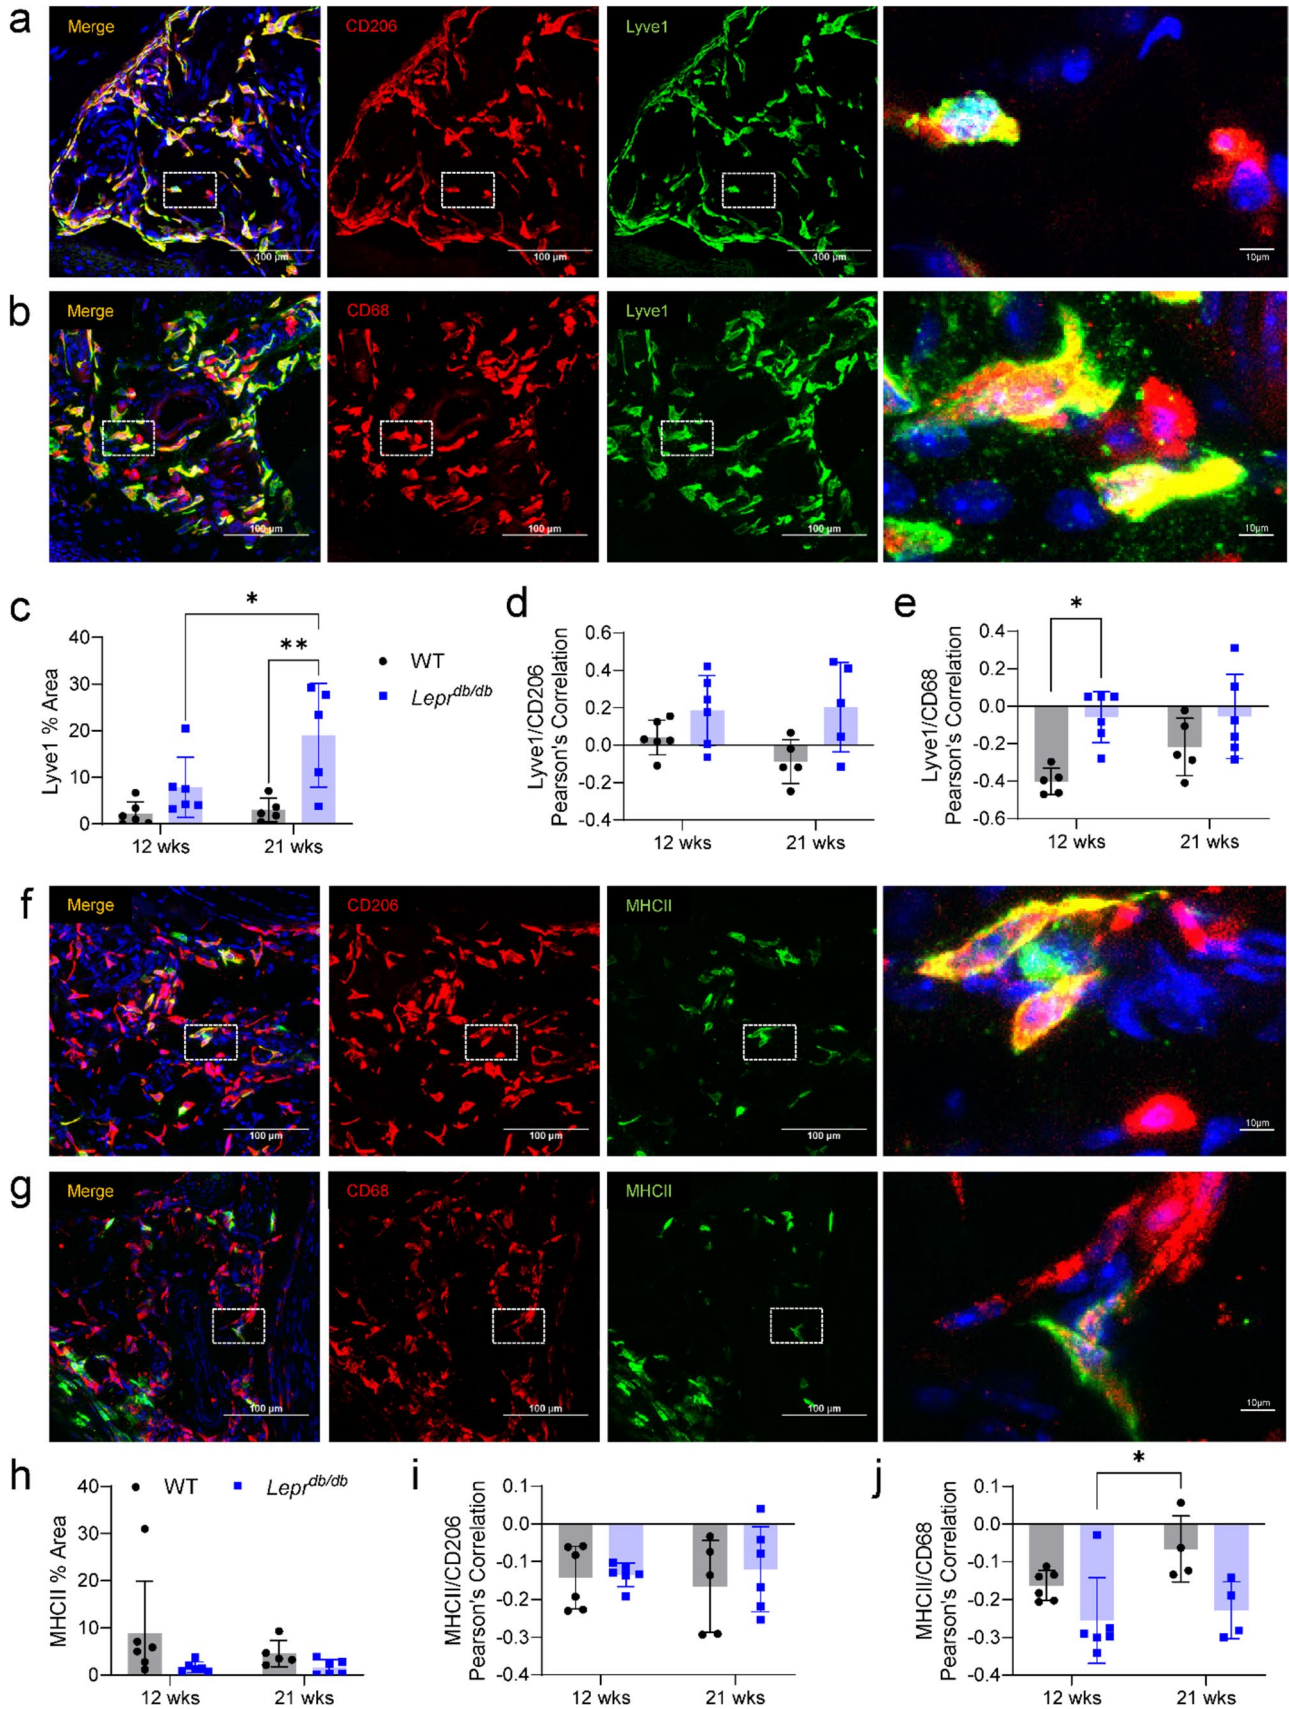 a
Merge
CD206
Lyve1
100 µm
100 µm
100 µm
10µm
b
Merge
CD68
Lyve1
100 µm
100 µm
100 µm
10µm
c
Lyve1 % Area
40
30
20
10
0
*
**
12 wks
21 wks
WT
Lepr^db/db
d
Lyve1/CD206
Pearson's Correlation
0.6
0.4
0.2
0.0
-0.2
-0.4
12 wks
21 wks
e
Lyve1/CD68
Pearson's Correlation
0.4
0.2
0.0
-0.2
-0.4
-0.6
*
12 wks
21 wks
f
Merge
CD206
MHCII
100 µm
100 µm
100 µm
10µm
g
Merge
CD68
MHCII
100 µm
100 µm
100 µm
10µm
h
WT
Lepr^db/db
MHCII % Area
40
30
20
10
0
12 wks
21 wks
i
MHCII/CD206
Pearson's Correlation
0.1
0.0
-0.1
-0.2
-0.3
-0.4
12 wks
21 wks
j
MHCII/CD68
Pearson's Correlation
0.1
0.0
-0.1
-0.2
-0.3
-0.4
*
12 wks
21 wks